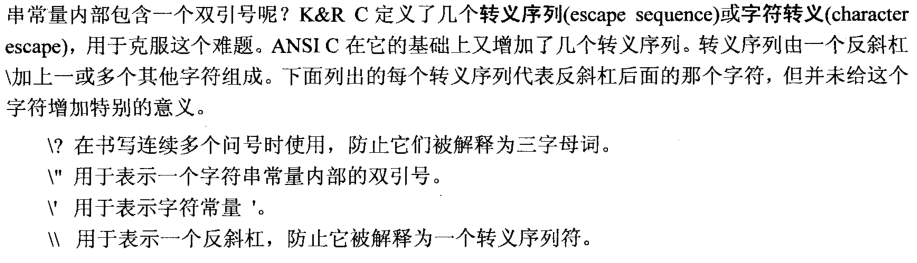 串常量内部包含一个双引号呢？K&R C 定义了几个转义序列(escape sequence)或字符转义(character
escape)，用于克服这个难题。ANSI C 在它的基础上又增加了几个转义序列。转义序列由一个反斜杠
\加上一或多个其他字符组成。下面列出的每个转义序列代表反斜杠后面的那个字符，但并未给这个
字符增加特别的意义。
\? 在书写连续多个问号时使用，防止它们被解释为三字母词。
\" 用于表示一个字符串常量内部的双引号。
\' 用于表示字符常量 '。
\\ 用于表示一个反斜杠，防止它被解释为一个转义序列符。